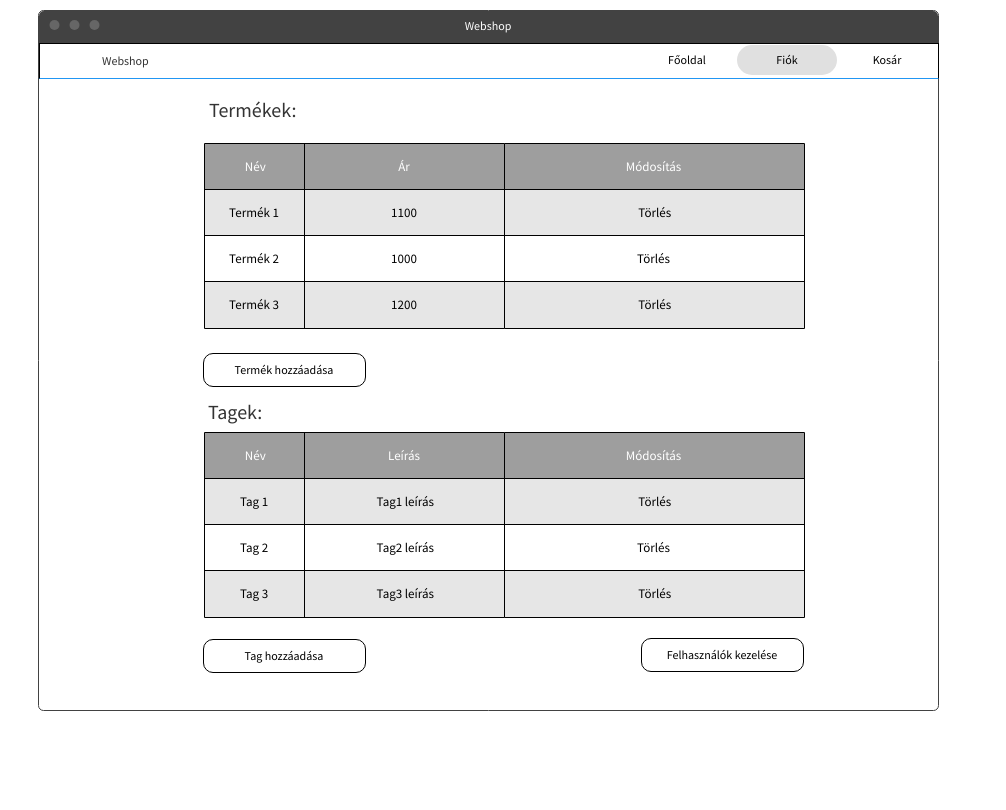 Webshop
Webshop Főoldal Fiók Kosár
Termékek:
Név Ár Módosítás
Termék 1 1100 Törlés
Termék 2 1000 Törlés
Termék 3 1200 Törlés
Termék hozzáadása
Tagek:
Név Leírás Módosítás
Tag 1 Tag1 leírás Törlés
Tag 2 Tag2 leírás Törlés
Tag 3 Tag3 leírás Törlés
Tag hozzáadása Felhasználók kezelése